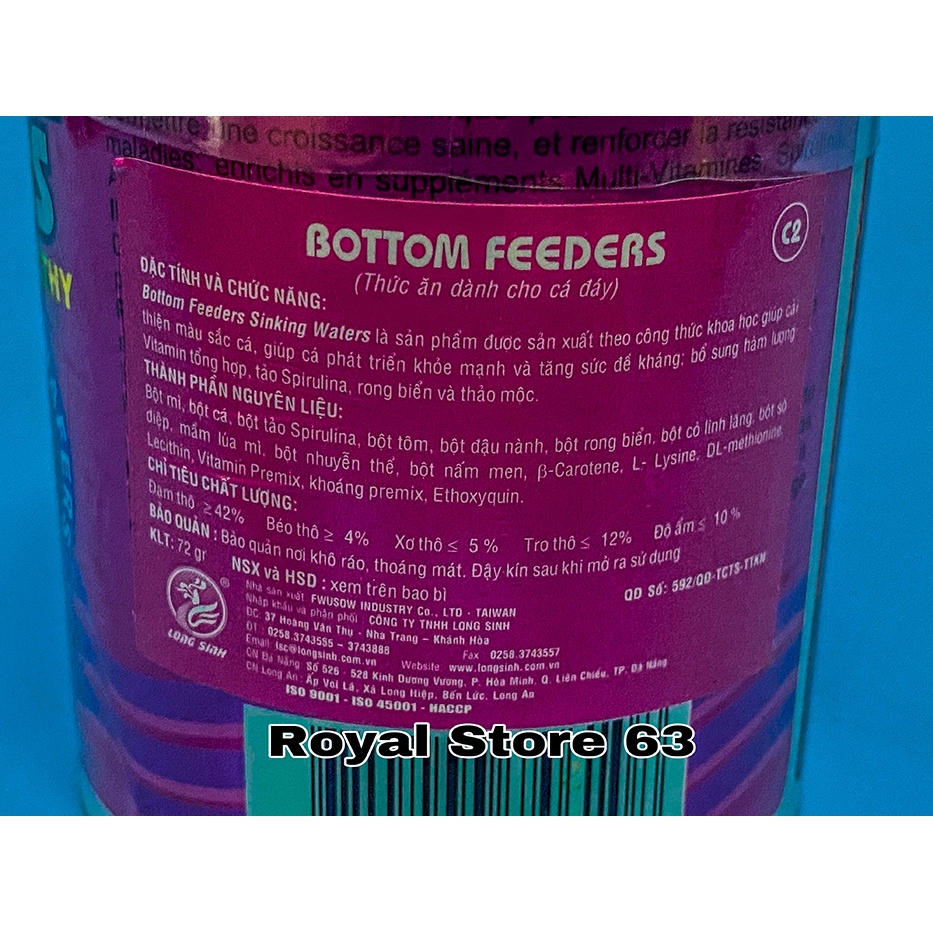 croissance saine, et renforcer la
maladies, enrichis en suppléments Multi-Vitamines,
THY
C2
BOTTOM FEEDERS
(Thức ăn dành cho cá đáy)
ĐẶC TÍNH VÀ CHỨC NĂNG:
Bottom Feeders Sinking Waters là sản phẩm được sản xuất theo công thức khoa học giúp cải
thiện màu sắc cá, giúp cá phát triển khỏe mạnh và tăng sức đề kháng: bổ sung hàm lượng
Vitamin tổng hợp, tảo Spirulina, rong biển và thảo mộc.
THÀNH PHẦN NGUYÊN LIỆU:
Bột mì, bột cá, bột tảo Spirulina, bột tôm, bột đậu nành, bột rong biển, bột cỏ linh lăng, bột sò
điệp, mầm lúa mì, bột nhuyễn thể, bột nấm men, β-Carotene, L- Lysine, DL-methionine,
Lecithin, Vitamin Premix, khoáng premix, Ethoxyquin.
CHỈ TIÊU CHẤT LƯỢNG:
Đạm thô ≥42% Béo thô ≥ 4% Xơ thô ≤ 5 % Tro thô ≤ 12% Độ ẩm ≤ 10 %
BẢO QUẢN : Bảo quản nơi khô ráo, thoáng mát. Đậy kín sau khi mở ra sử dụng
KLT: 72 gr
NSX và HSD : xem trên bao bì
QĐ Số: 592/QĐ-TCTS-TTKN
Nhà sản xuất FWUSOW INDUSTRY Co., LTD - TAIWAN
Nhập khẩu và phân phối : CÔNG TY TNHH LONG SINH
ĐC: 37 Hoàng Văn Thụ - Nha Trang – Khánh Hòa
ĐT : 0258.3743555 – 3743888 Fax 0258.3743557
Email lsc@longsinh.com.vn Website www.longsinh.com.vn
CN Đà Nẵng Số 526 - 528 Kinh Dương Vương, P. Hòa Minh, Q. Liên Chiểu, TP. Đà Nẵng
CN Long An : Ấp Voi Lá, Xã Long Hiệp, Bến Lức, Long An
ISO 9001 - ISO 45001 - HACCP
LONG SINH ®
Royal Store 63